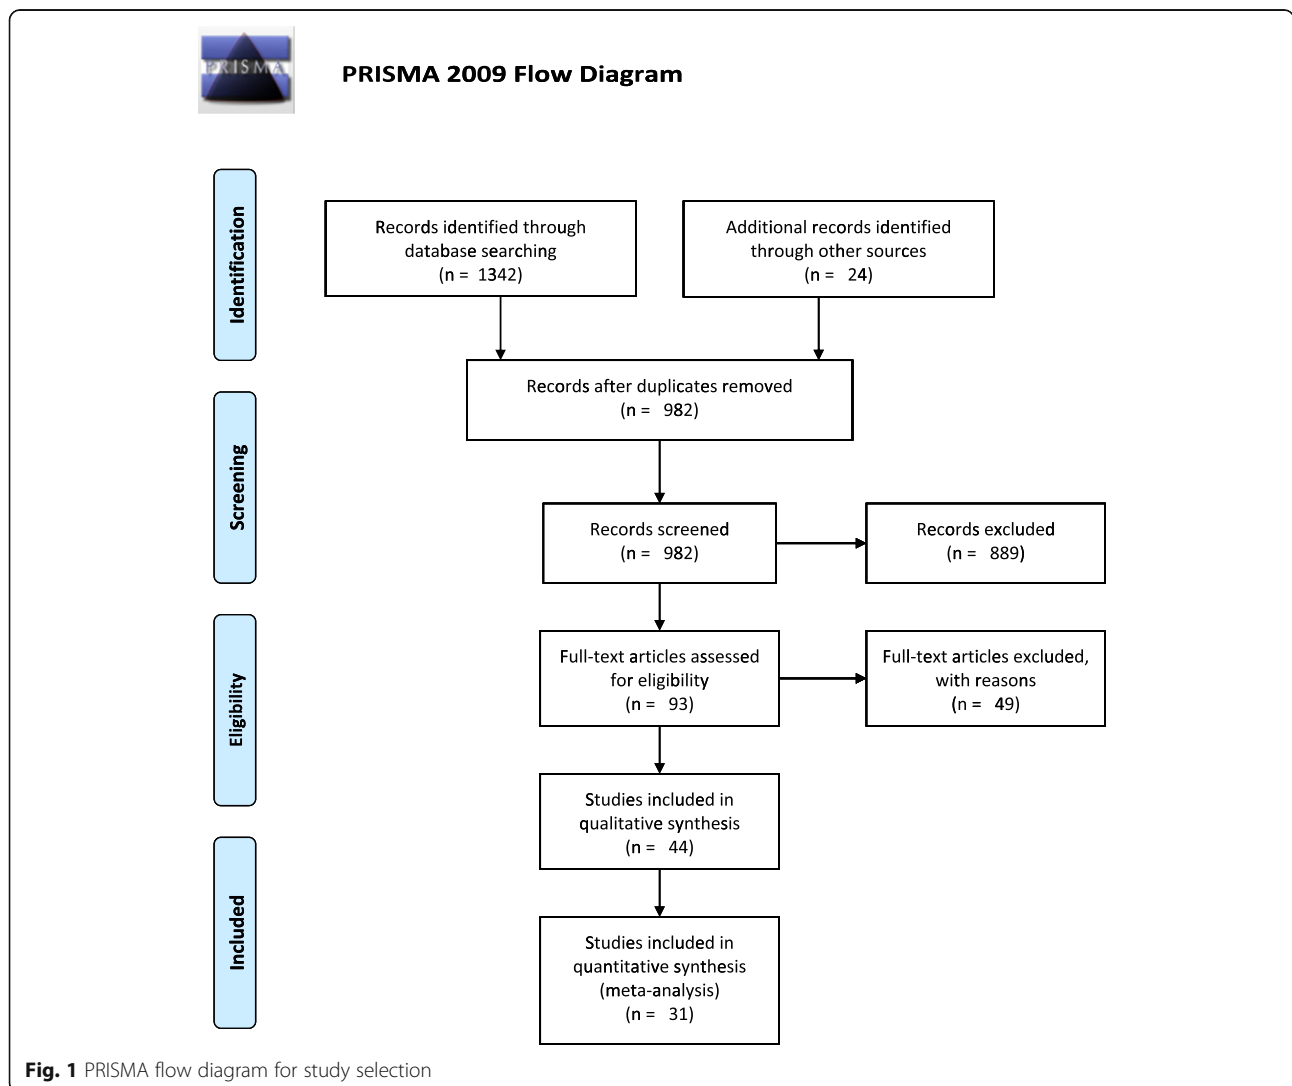 PRISMA
PRISMA 2009 Flow Diagram
Identification
Records identified through
database searching
(n = 1342)
Additional records identified
through other sources
(n = 24)
Records after duplicates removed
(n = 982)
Screening
Records screened
(n = 982)
Records excluded
(n = 889)
Eligibility
Full-text articles assessed
for eligibility
(n = 93)
Full-text articles excluded,
with reasons
(n = 49)
Studies included in
qualitative synthesis
(n = 44)
Included
Studies included in
quantitative synthesis
(meta-analysis)
(n = 31)
Fig. 1 PRISMA flow diagram for study selection